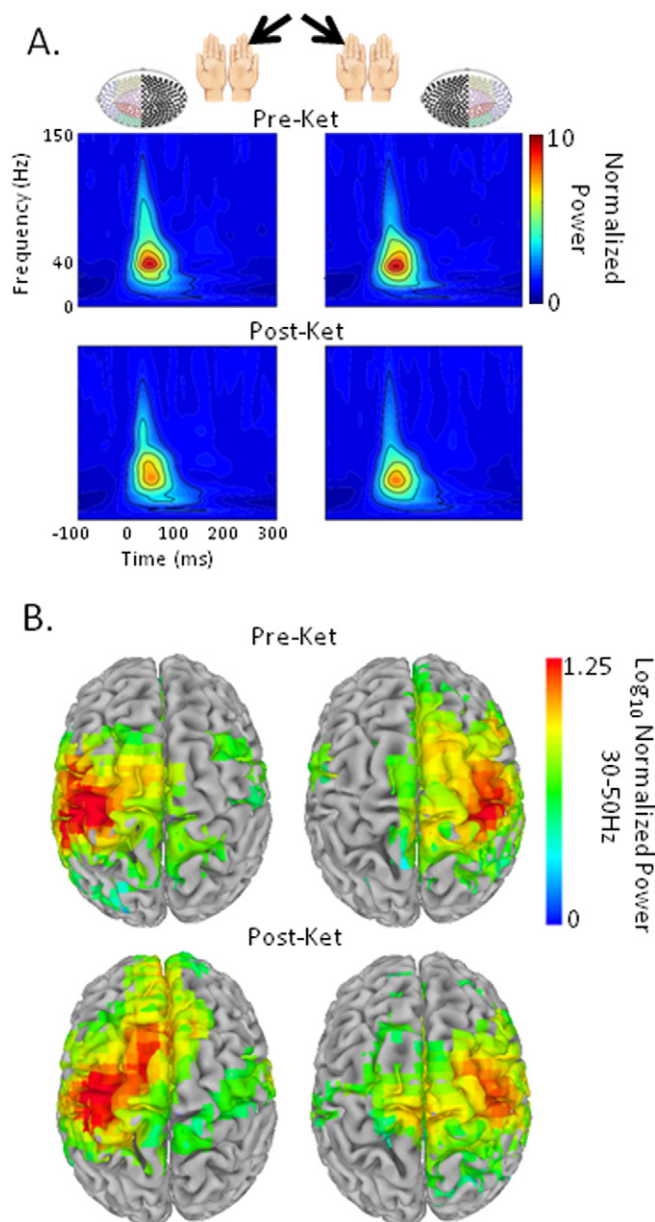 A.
Pre-Ket
150
40
0
Frequency (Hz)
10
0
Normalized
Power
Post-Ket
-100 0 100 200 300
Time (ms)
B.
Pre-Ket
1.25
0
Log10 Normalized Power
30-50Hz
Post-Ket